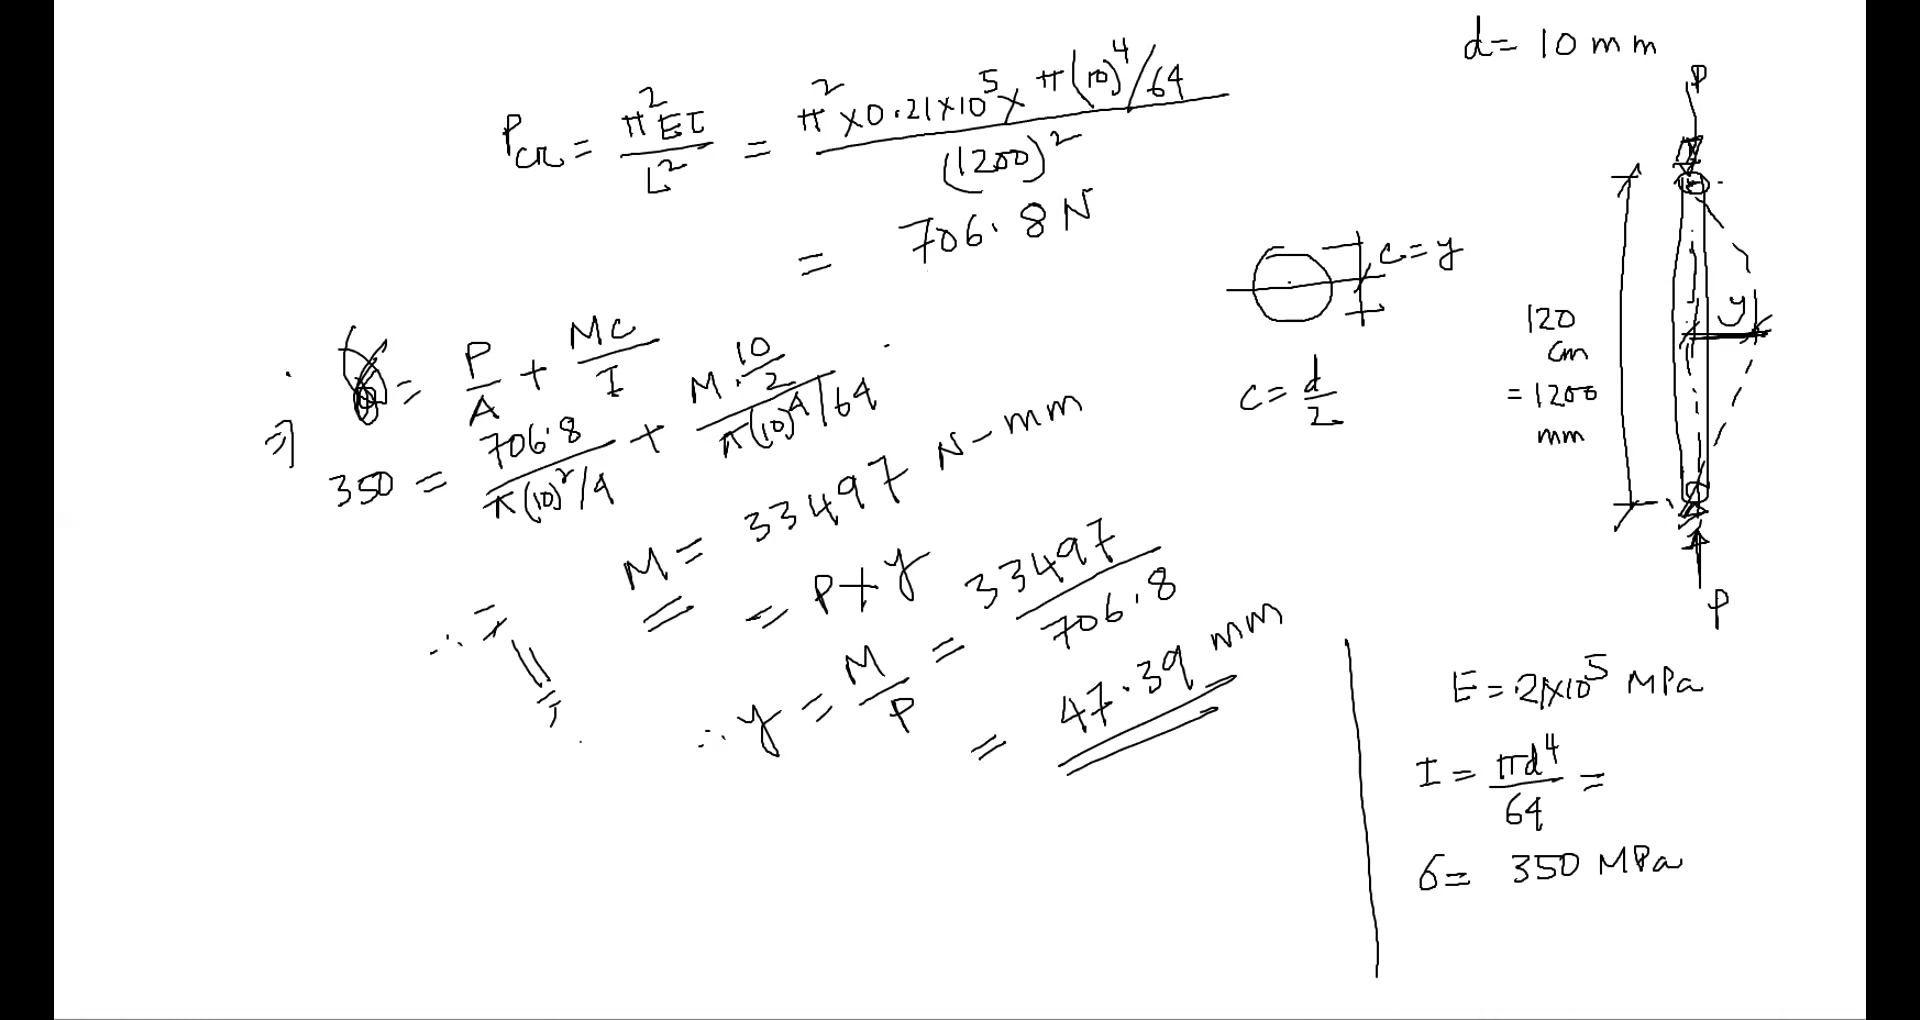 d = 10 mm
P
P_CR = π²EI / L² = π² × 0.21×10⁵ × π(10)⁴/64 / (1200)²
= 706.8 N
C = y
120 cm = 1200 mm
y
= P/A + MC/I
C = d/2
⇒ 350 = 706.8 / π(10)²/4 + M · 10/2 / π(10)⁴/64
M = 33497 N-mm
= P × y
∴ y = M/P = 33497 / 706.8
= 47.39 mm
P
E = 21×10⁵ MPa
I = πd⁴ / 64 =
σ = 350 MPa